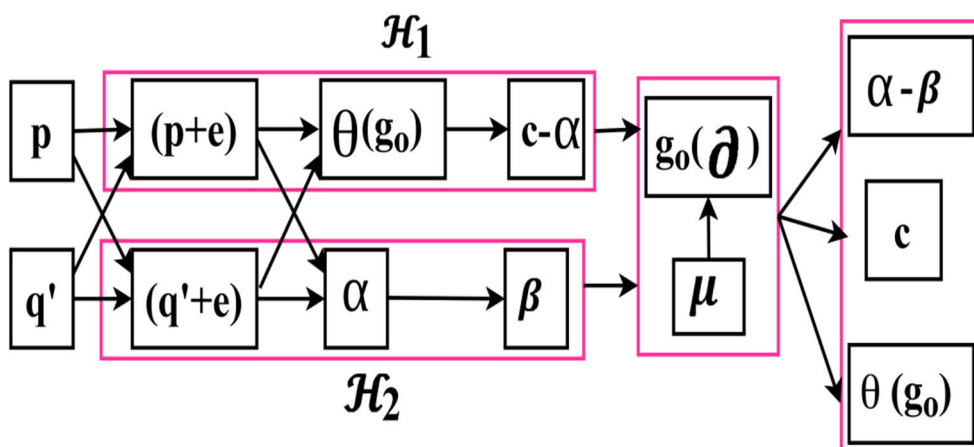 ℋ1
p
(p+e)
θ(g₀)
c-α
q'
(q'+e)
α
β
ℋ2
g₀(∂)
μ
α-β
c
θ (g₀)